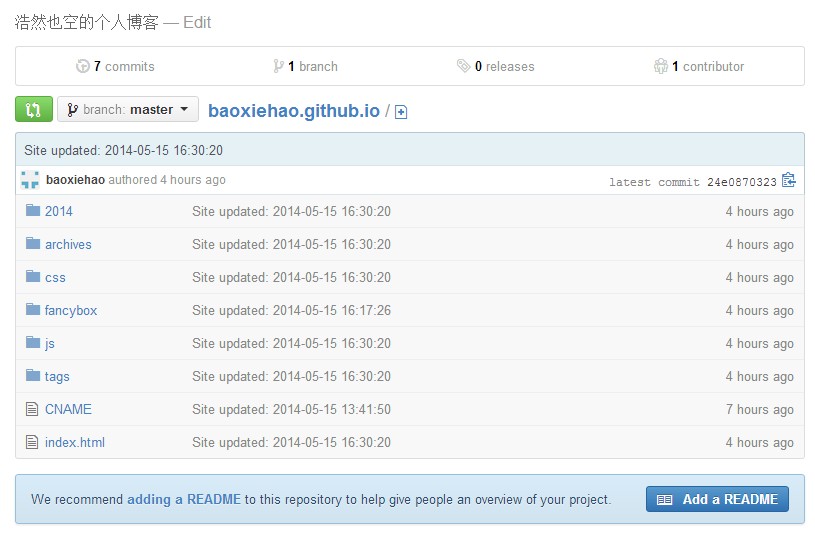 浩然也空的个人博客 — Edit
7 commits 1 branch 0 releases 1 contributor
branch: master baoxiehao.github.io /
Site updated: 2014-05-15 16:30:20
baoxiehao authored 4 hours ago latest commit 24e0870323
2014 Site updated: 2014-05-15 16:30:20 4 hours ago
archives Site updated: 2014-05-15 16:30:20 4 hours ago
css Site updated: 2014-05-15 16:30:20 4 hours ago
fancybox Site updated: 2014-05-15 16:17:26 4 hours ago
js Site updated: 2014-05-15 16:30:20 4 hours ago
tags Site updated: 2014-05-15 16:30:20 4 hours ago
CNAME Site updated: 2014-05-15 13:41:50 7 hours ago
index.html Site updated: 2014-05-15 16:30:20 4 hours ago
We recommend adding a README to this repository to help give people an overview of your project. Add a README